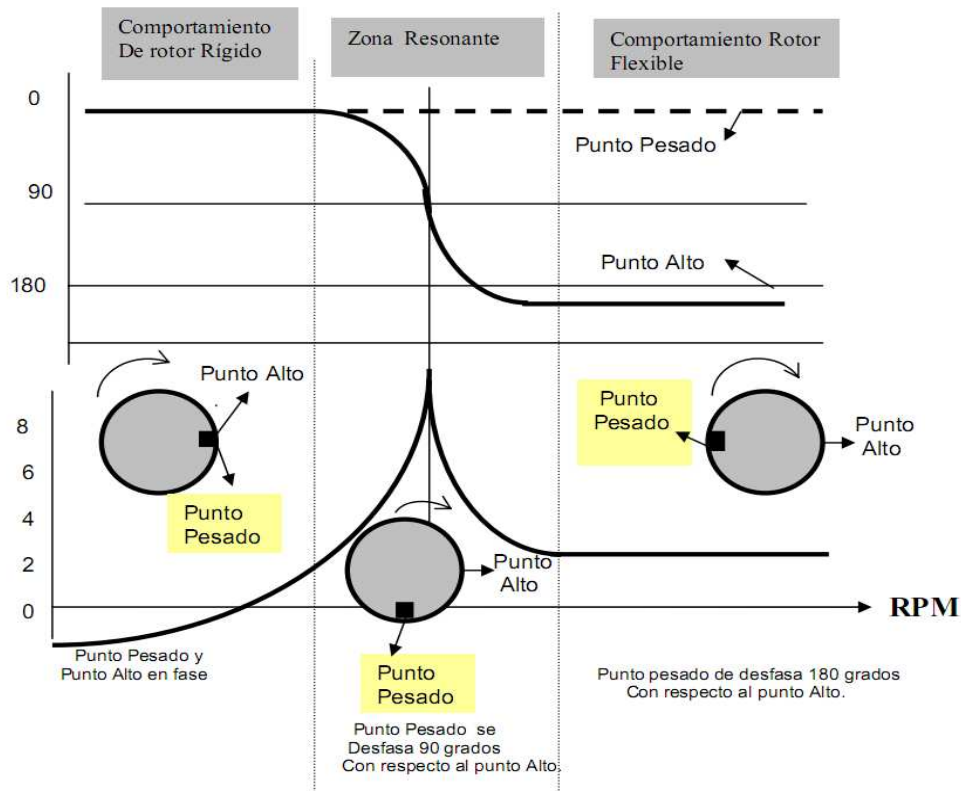 Comportamiento
De rotor Rígido
Zona Resonante
Comportamiento Rotor
Flexible
0
90
180
Punto Pesado
Punto Alto
8
6
4
2
0
Punto Alto
Punto
Pesado
Punto
Alto
Punto
Pesado
Punto
Pesado
Punto
Alto
RPM
Punto Pesado y
Punto Alto en fase
Punto Pesado se
Desfasa 90 grados
Con respecto al punto Alto.
Punto pesado de desfasa 180 grados
Con respecto al punto Alto.